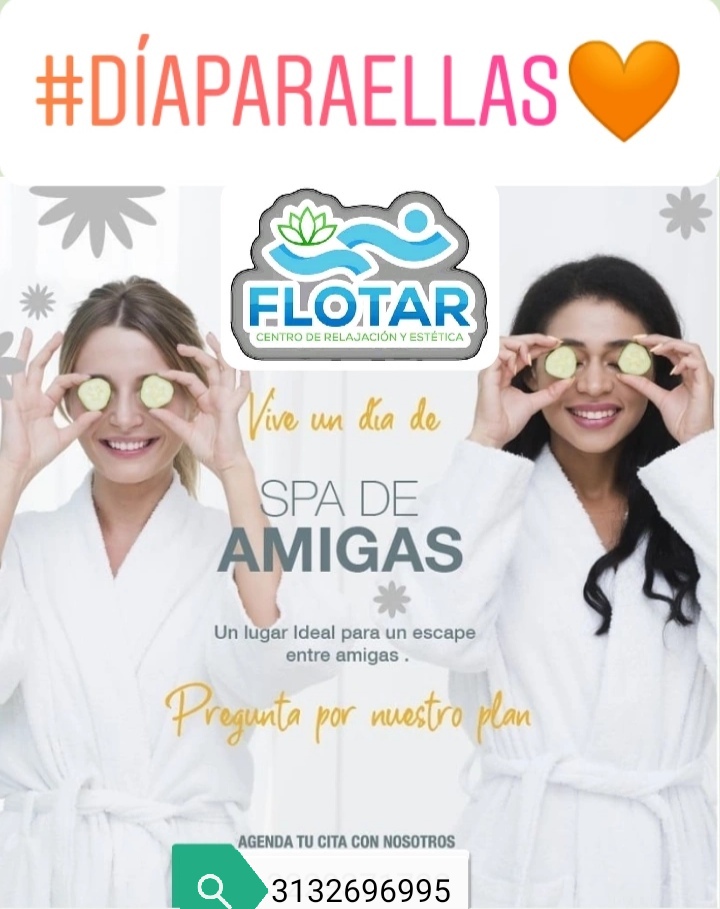 #DÍAPARAELLAS🧡
FLOTAR
CENTRO DE RELAJACIÓN Y ESTÉTICA
Vive un día de
SPA DE
AMIGAS
Un lugar Ideal para un escape
entre amigas .
Pregunta por nuestro plan
AGENDA TU CITA CON NOSOTROS
3132696995